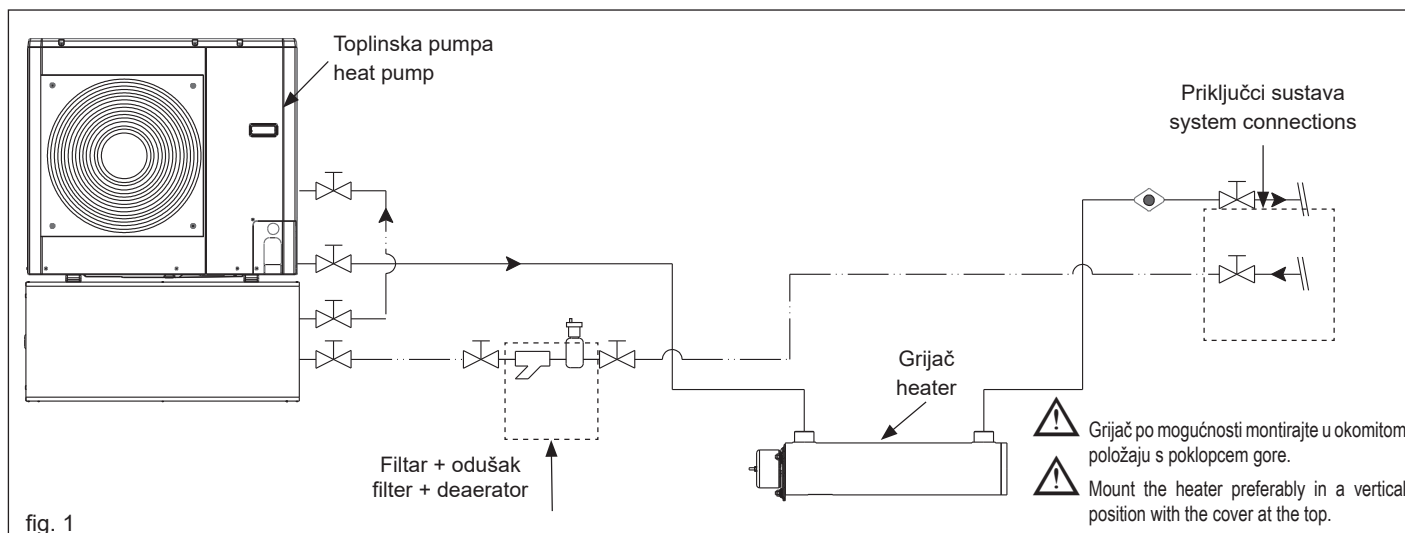 Toplinska pumpa
heat pump
Priključci sustava
system connections
Grijač
heater
Filtar + odušak
filter + deaerator
Grijač po mogućnosti montirajte u okomitom
položaju s poklopcem gore.
Mount the heater preferably in a vertical
position with the cover at the top.
fig. 1